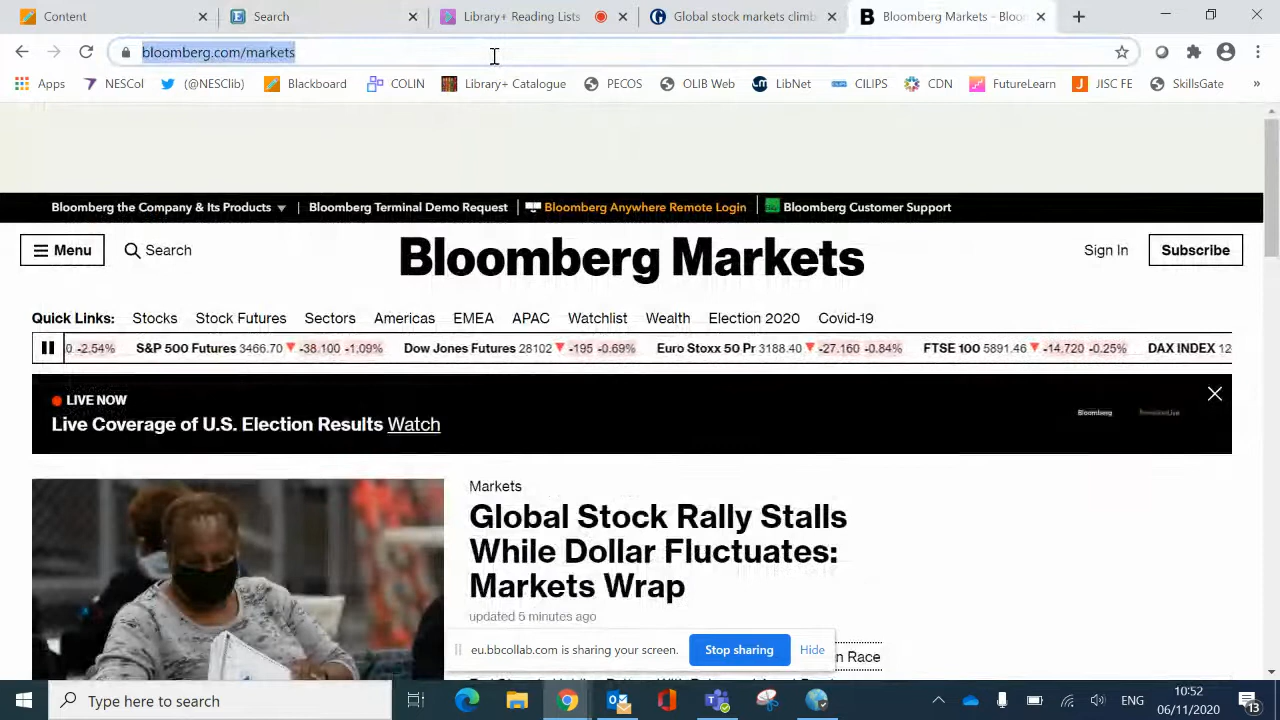 Content
Search
Library+ Reading Lists
Global stock markets climb
Bloomberg Markets - Bloom
bloomberg.com/markets
Apps
NESCol
(@NESClib)
Blackboard
COLIN
Library+ Catalogue
PECOS
OLIB Web
LibNet
CILIPS
CDN
FutureLearn
JISC FE
SkillsGate
»
Bloomberg the Company & Its Products
Bloomberg Terminal Demo Request
Bloomberg Anywhere Remote Login
Bloomberg Customer Support
Menu
Search
Bloomberg Markets
Sign In
Subscribe
Quick Links: Stocks Stock Futures Sectors Americas EMEA APAC Watchlist Wealth Election 2020 Covid-19
0 -2.54% S&P 500 Futures 3466.70 ▼ -38.100 -1.09% Dow Jones Futures 28102 ▼ -195 -0.69% Euro Stoxx 50 Pr 3188.40 ▼ -27.160 -0.84% FTSE 100 5891.46 ▼ -14.720 -0.25% DAX INDEX 12
LIVE NOW
Live Coverage of U.S. Election Results Watch
Bloomberg
Markets
Global Stock Rally Stalls
While Dollar Fluctuates:
Markets Wrap
updated 5 minutes ago
eu.bbcollab.com is sharing your screen.
Stop sharing
Hide
n Race
Type here to search
ENG
10:52
06/11/2020
13